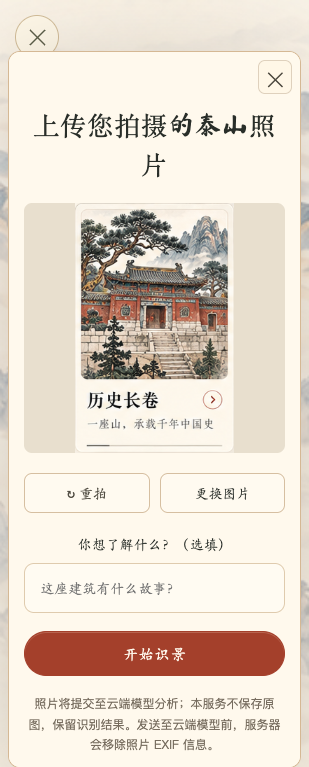 上传您拍摄的泰山照
片
历史长卷
一座山，承载千年中国史
↻ 重拍
更换图片
你想了解什么？（选填）
这座建筑有什么故事？
开始识景
照片将提交至云端模型分析；本服务不保存原
图，保留识别结果。发送至云端模型前，服务器
会移除照片 EXIF 信息。